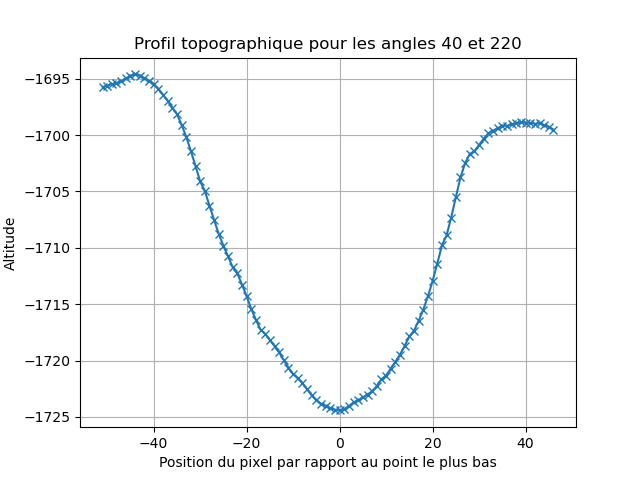 Profil topographique pour les angles 40 et 220
Altitude
−1695
−1700
−1705
−1710
−1715
−1720
−1725
−40 −20 0 20 40
Position du pixel par rapport au point le plus bas